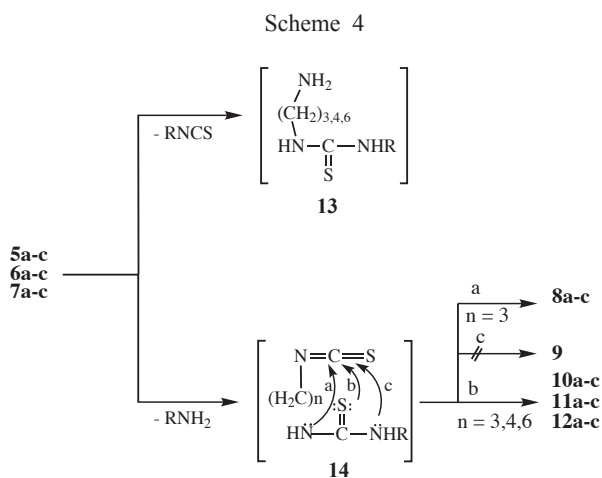 Scheme 4
NH2
(CH2)3,4,6
HN — C — NHR
S
13
- RNCS
5a-c
6a-c
7a-c
- RNH2
N=C=S
(H2C)n
a b c
:S:
HN — C — NHR
14
a
n = 3
8a-c
c
9
b
n = 3,4,6
10a-c
11a-c
12a-c